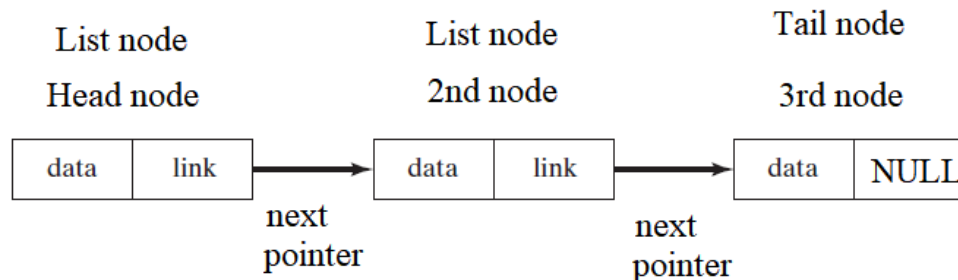 List node
Head node
List node
2nd node
Tail node
3rd node
data link
data link
data NULL
next
pointer
next
pointer